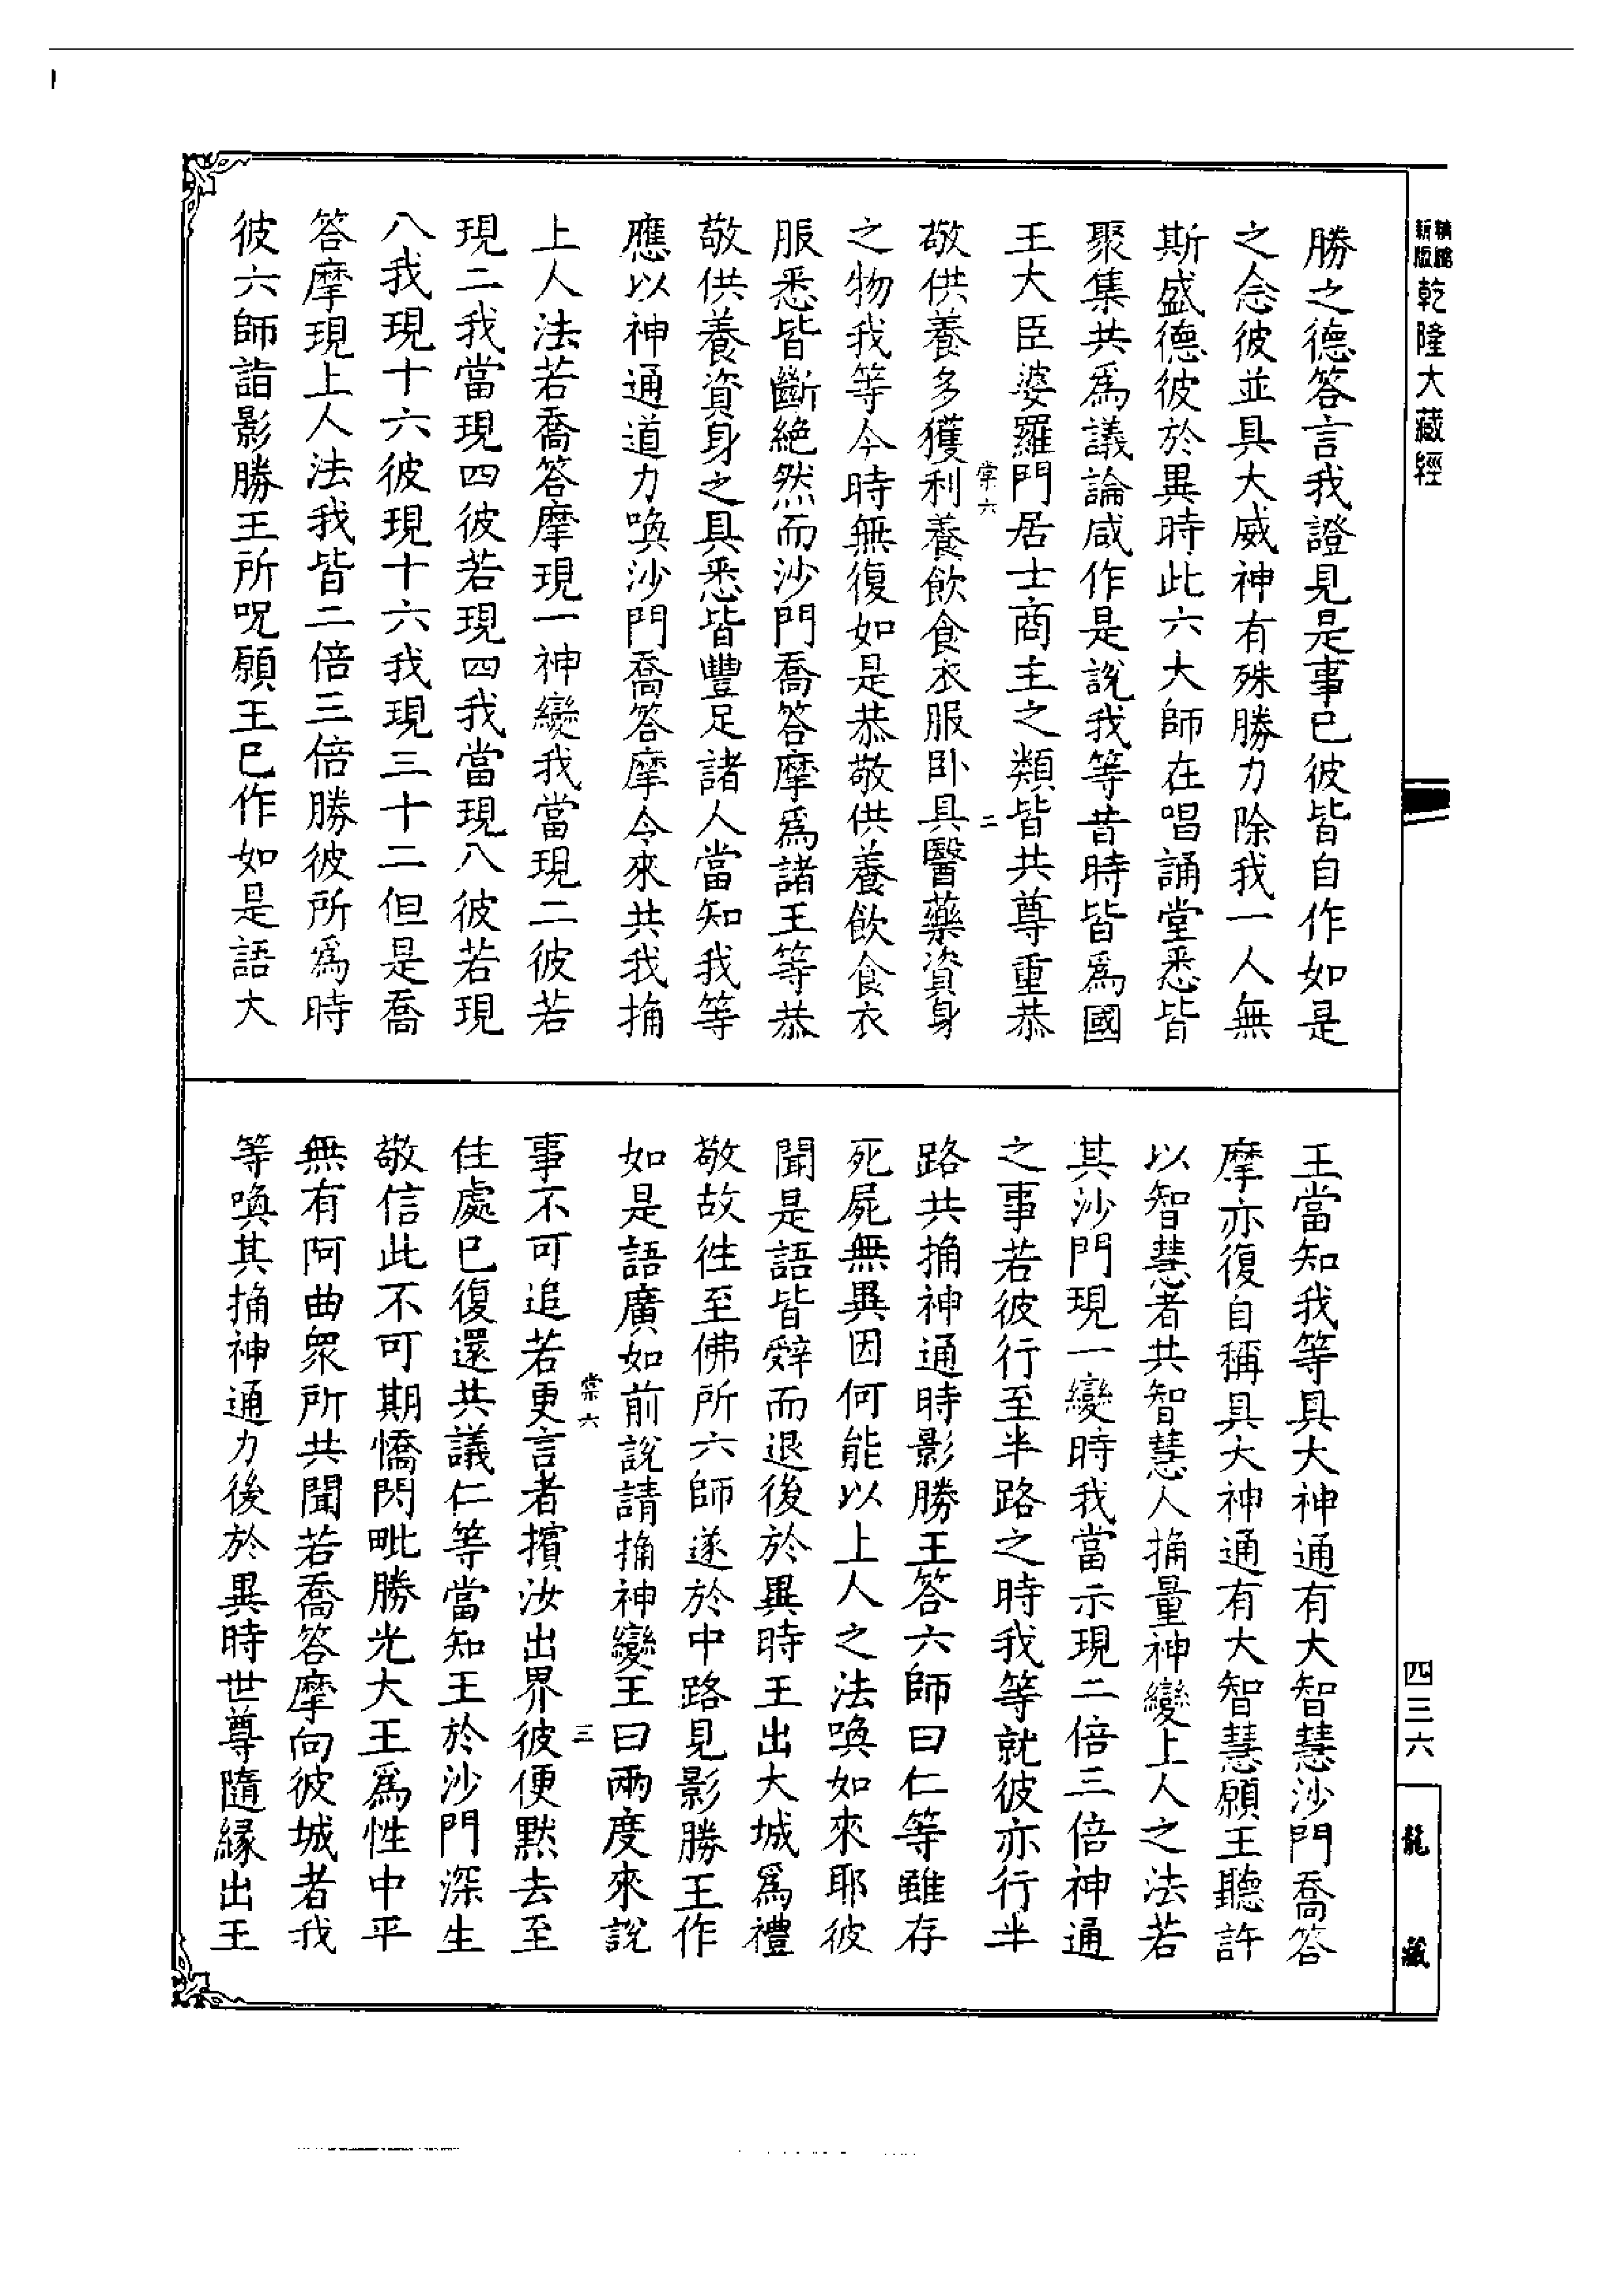 新版 精縮 乾隆大藏經
勝之德答言我證見是事已彼皆自作如是
之念彼並具大威神有殊勝力除我一人無
斯盛德彼於異時此六大師在唱誦堂悉皆
聚集共爲議論咸作是說我等昔時皆爲國
王大臣婆羅門居士商主之類皆共尊重恭
棠六 二
敬供養多獲利養飲食衣服卧具醫藥資身
之物我等今時無復如是恭敬供養飲食衣
服悉皆斷絕然而沙門喬答摩爲諸王等恭
敬供養資身之具悉皆豐足諸人當知我等
應以神通道力喚沙門喬答摩令來共我捔
上人法若喬答摩現一神變我當現二彼若
現二我當現四彼若現四我當現八彼若現
八我現十六彼現十六我現三十二但是喬
答摩現上人法我皆二倍三倍勝彼所爲時
彼六師詣影勝王所呪願王已作如是語大
王當知我等具大神通有大智慧沙門喬答
摩亦復自稱具大神通有大智慧願王聽許
以智慧者共智慧人捔量神變上人之法若
其沙門現一變時我當示現二倍三倍神通
之事若彼行至半路之時我等就彼亦行半
路共捔神通時影勝王答六師曰仁等雖存
死屍無異因何能以上人之法喚如來耶彼
聞是語皆辭而退後於異時王出大城爲禮
敬故徃至佛所六師遂於中路見影勝王作
如是語廣如前說請捔神變王曰兩度來說
棠六 三
事不可追若更言者擯汝出界彼便默去至
住處已復還共議仁等當知王於沙門深生
敬信此不可期憍閃毗勝光大王爲性中平
無有阿曲衆所共聞若喬答摩向彼城者我
等喚其捔神通力後於異時世尊隨緣出王
四三六
龍藏